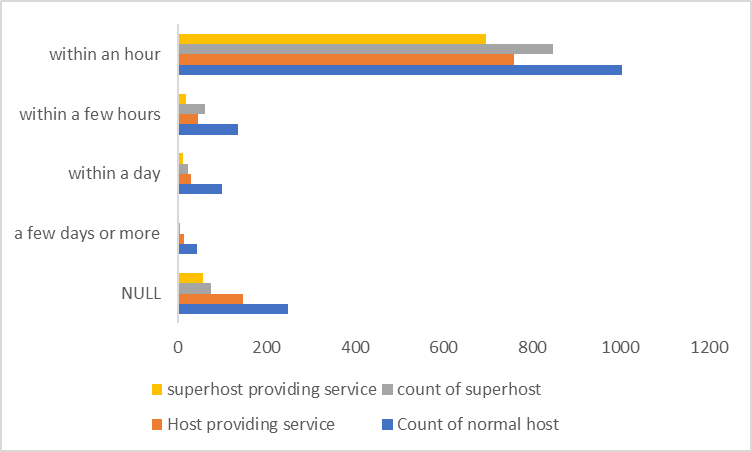 within an hour
within a few hours
within a day
a few days or more
NULL
0 200 400 600 800 1000 1200
superhost providing service count of superhost
Host providing service Count of normal host